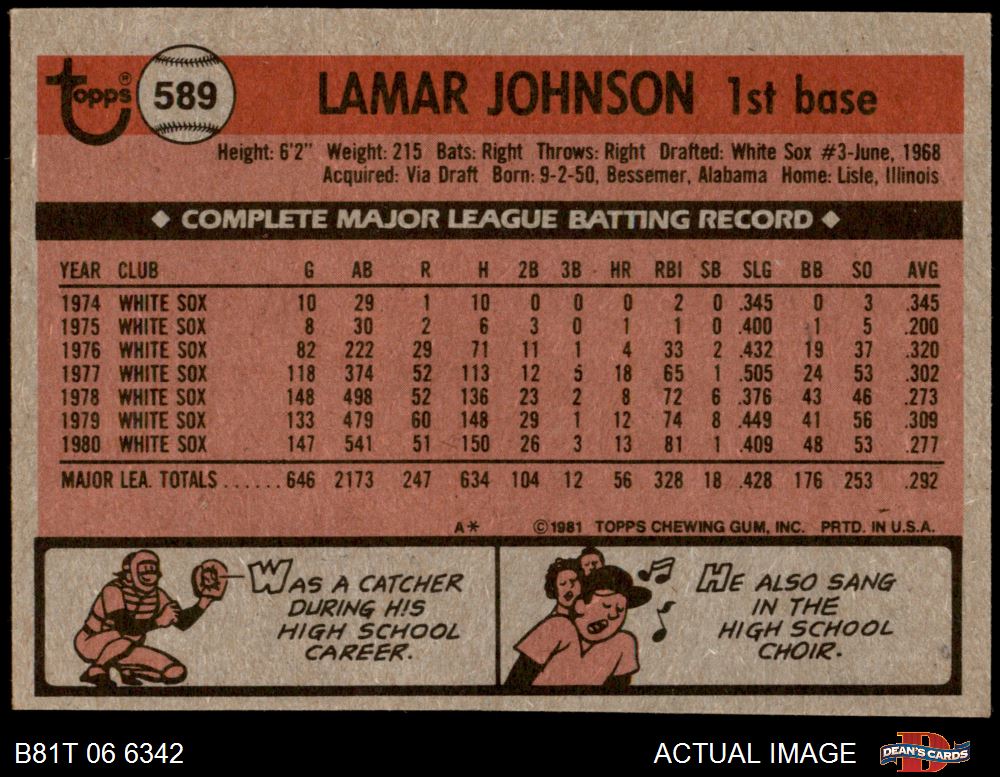 Topps® 589 LAMAR JOHNSON 1st base
Height: 6'2" Weight: 215 Bats: Right Throws: Right Drafted: White Sox #3-June, 1968
Acquired: Via Draft Born: 9-2-50, Bessemer, Alabama Home: Lisle, Illinois
◆ COMPLETE MAJOR LEAGUE BATTING RECORD ◆
YEAR CLUB G AB R H 2B 3B HR RBI SB SLG BB SO AVG
1974 WHITE SOX 10 29 1 10 0 0 0 2 0 .345 0 3 .345
1975 WHITE SOX 8 30 2 6 3 0 1 1 0 .400 1 5 .200
1976 WHITE SOX 82 222 29 71 11 1 4 33 2 .432 19 37 .320
1977 WHITE SOX 118 374 52 113 12 5 18 65 1 .505 24 53 .302
1978 WHITE SOX 148 498 52 136 23 2 8 72 6 .376 43 46 .273
1979 WHITE SOX 133 479 60 148 29 1 12 74 8 .449 41 56 .309
1980 WHITE SOX 147 541 51 150 26 3 13 81 1 .409 48 53 .277
MAJOR LEA. TOTALS ...... 646 2173 247 634 104 12 56 328 18 .428 176 253 .292
A* ©1981 TOPPS CHEWING GUM, INC. PRTD. IN U.S.A.
WAS A CATCHER
DURING HIS
HIGH SCHOOL
CAREER.
HE ALSO SANG
IN THE
HIGH SCHOOL
CHOIR.
B81T 06 6342 ACTUAL IMAGE DEAN'S CARDS